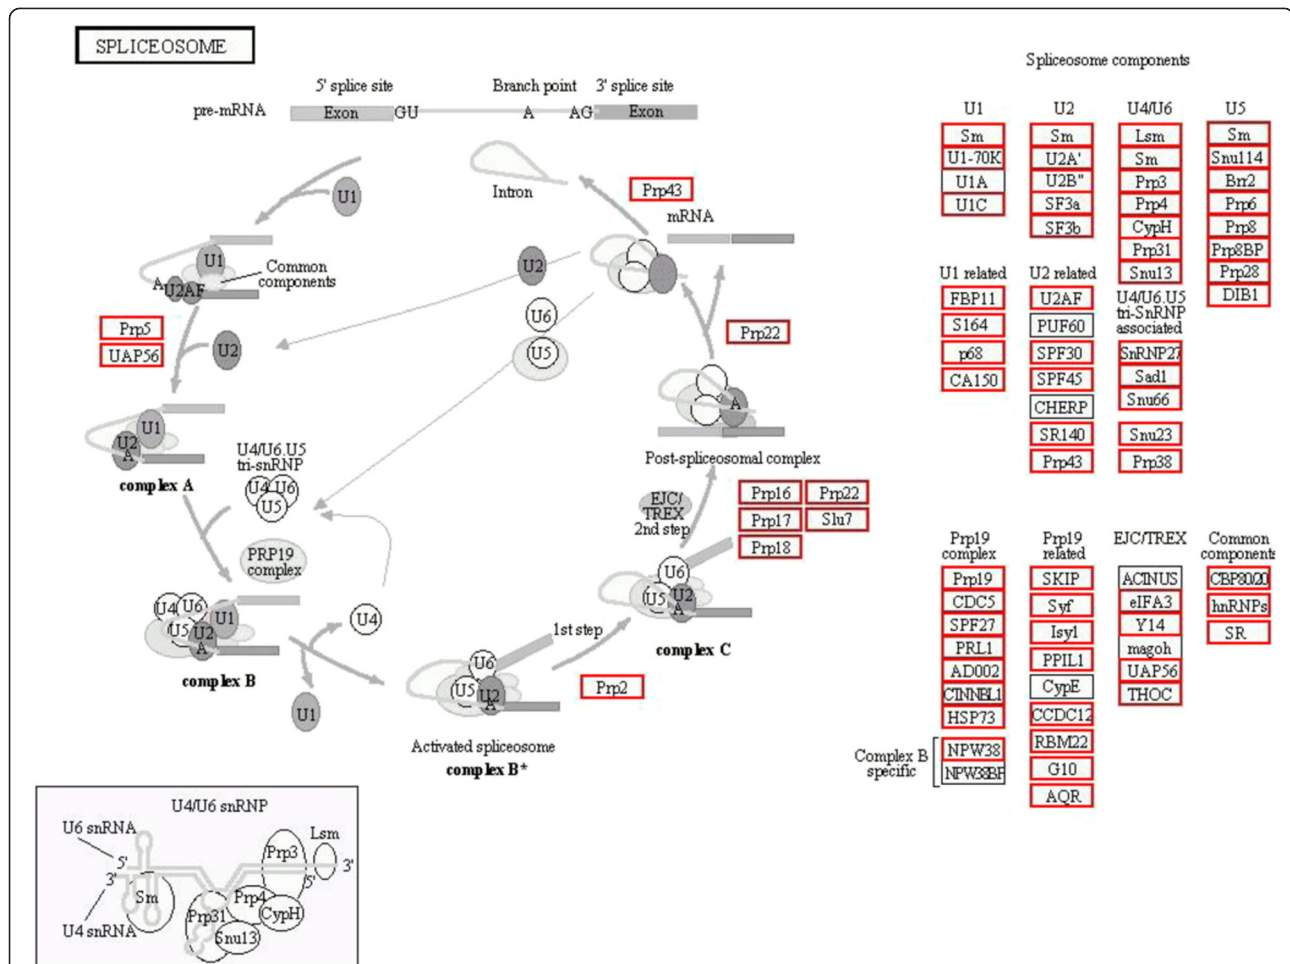 SPLICEOSOME
5' splice site
Branch point
3' splice site
pre-mRNA
Exon
GU
A
AG
Exon
U1
Intron
Prp43
mRNA
U1
Common
components
A
U2AF
U2
Prp5
UAP56
U2
U6
U5
Prp22
U1
U2
A
complex A
U4/U6.U5
tri-snRNP
U4
U6
U5
A
Post-spliceosomal complex
EJC/
TREX
2nd step
Prp16
Prp22
Prp17
Slu7
Prp18
PRP19
complex
U4
U6
U5
U2
U1
A
complex B
U4
U1
U6
U5
U2
A
complex C
1st step
U6
U5
U2
A
Prp2
Activated spliceosome
complex B*
U4/U6 snRNP
U6 snRNA
5'
3'
U4 snRNA
Sm
Prp3
Lsm
3'
5'
Prp4
Prp31
CypH
Snu13
Spliceosome components
U1
Sm
U1-70K
U1A
U1C
U2
Sm
U2A'
U2B"
SF3a
SF3b
U4/U6
Lsm
Sm
Prp3
Prp4
CypH
Prp31
Snu13
U5
Sm
Snu114
Brr2
Prp6
Prp8
Prp8BP
Prp28
DIB1
U1 related
FBP11
S164
p68
CA150
U2 related
U2AF
PUF60
SPF30
SPF45
CHERP
SR140
Prp43
U4/U6.U5
tri-SnRNP
associated
SnRNP27
Sad1
Snu66
Snu23
Prp38
Prp19
complex
Prp19
CDC5
SPF27
PRL1
AD002
CTNNBL1
HSP73
Complex B
specific
NPW38
NPW38BP
Prp19
related
SKIP
Syf
Isy1
PPIL1
CypE
CCDC12
RBM22
G10
AQR
EJC/TREX
ACINUS
eIFA3
Y14
magoh
UAP56
THOC
Common
components
CBP80/20
hnRNPs
SR